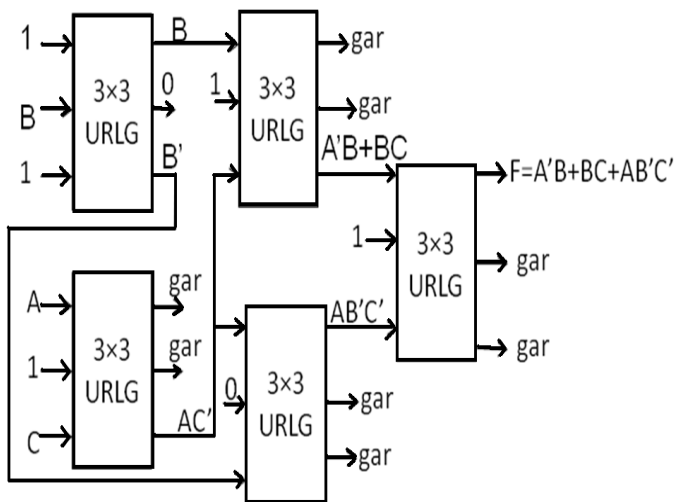 1
B
1
3×3
URLG
B
0
B'
1
3×3
URLG
gar
gar
A'B+BC
1
3×3
URLG
F=A'B+BC+AB'C'
gar
gar
A
1
C
3×3
URLG
gar
gar
AC'
0
3×3
URLG
AB'C'
gar
gar